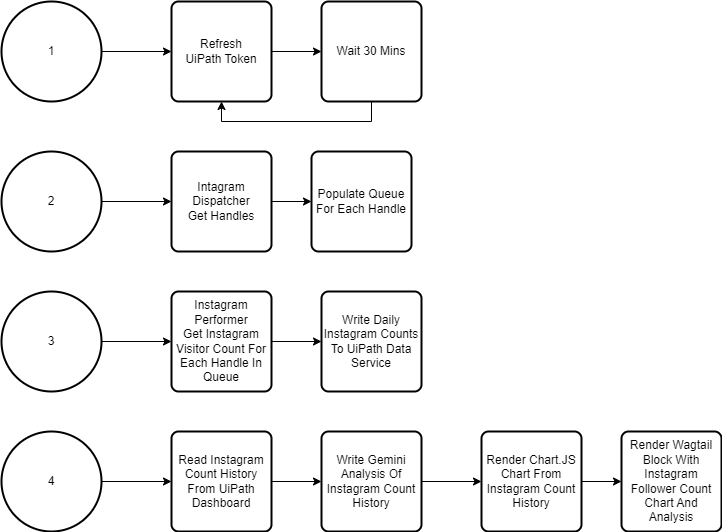 1
Refresh
UiPath Token
Wait 30 Mins
2
Intagram
Dispatcher
Get Handles
Populate Queue
For Each Handle
3
Instagram
Performer
Get Instagram
Visitor Count For
Each Handle In
Queue
Write Daily
Instagram Counts
To UiPath Data
Service
4
Read Instagram
Count History
From UiPath
Dashboard
Write Gemini
Analysis Of
Instagram Count
History
Render Chart.JS
Chart From
Instagram Count
History
Render Wagtail
Block With
Instagram
Follower Count
Chart And
Analysis